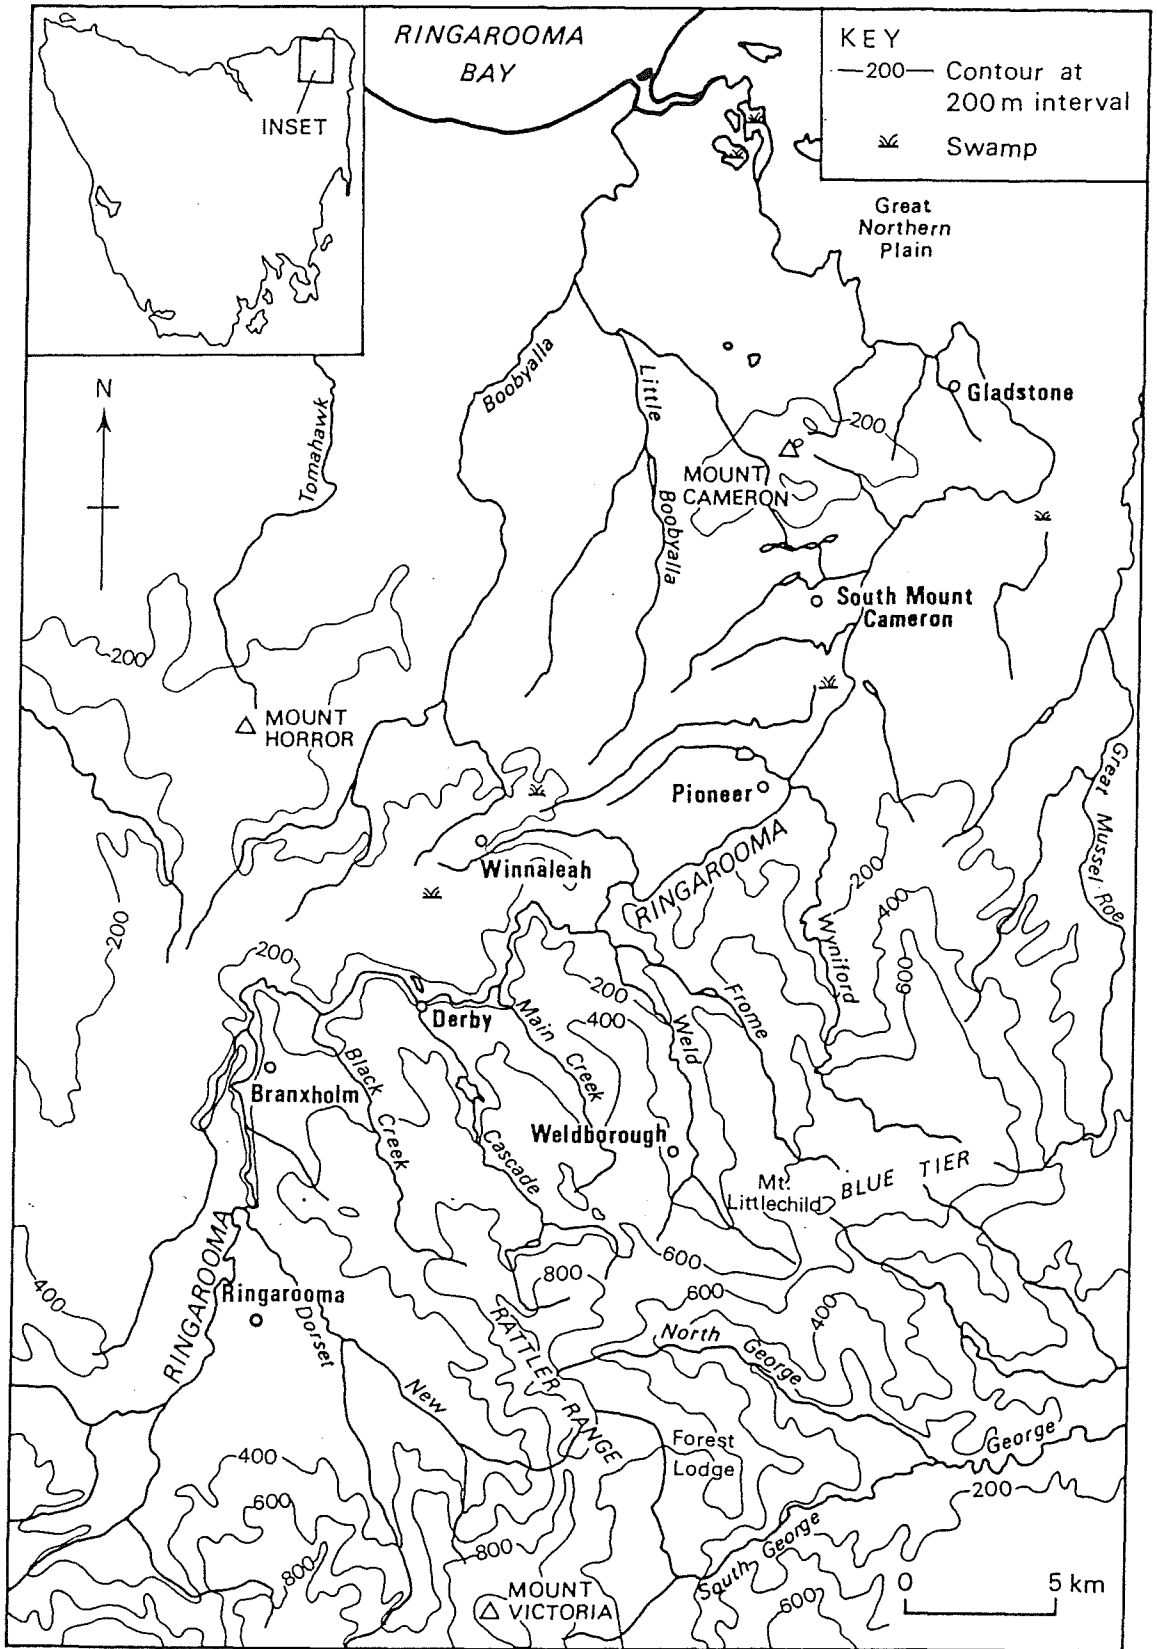 RINGAROOMA
BAY
KEY
—200— Contour at
200 m interval
Swamp
INSET
Great
Northern
Plain
N
Boobyalla
Little
Boobyalla
Tomahawk
Gladstone
200
MOUNT
CAMERON
South Mount
Cameron
200
MOUNT
HORROR
Great Mussel Roe
Pioneer
Winnaleah
RINGAROOMA
200
400
600
Wyniford
200
200
Derby
Main Creek
200
400
Weld
Frome
Black Creek
Branxholm
Cascade
Weldborough
Mt.
Littlechild
BLUE TIER
RINGAROOMA
400
Ringarooma
Dorset
New
RATTLER RANGE
800
600
600
400
North George
Forest
Lodge
George
200
400
600
800
800
South George
MOUNT
VICTORIA
600
0 5 km